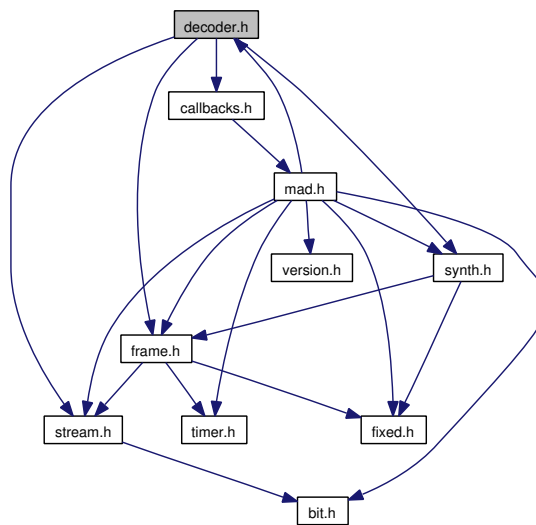 decoder.h
callbacks.h
mad.h
version.h
synth.h
frame.h
stream.h
timer.h
fixed.h
bit.h